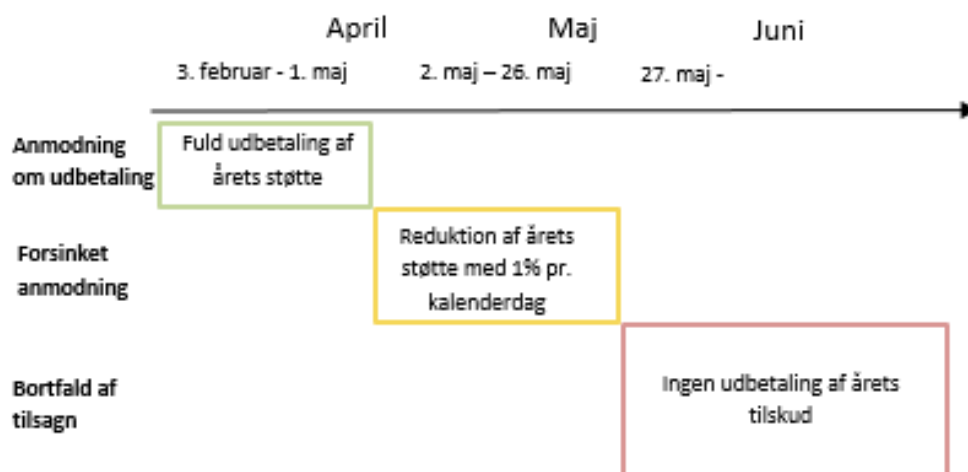 April Maj Juni
3. februar - 1. maj 2. maj – 26. maj 27. maj -
Anmodning
om udbetaling
Fuld udbetaling af
årets støtte
Forsinket
anmodning
Reduktion af årets
støtte med 1% pr.
kalenderdag
Bortfald af
tilsagn
Ingen udbetaling af årets
tilskud